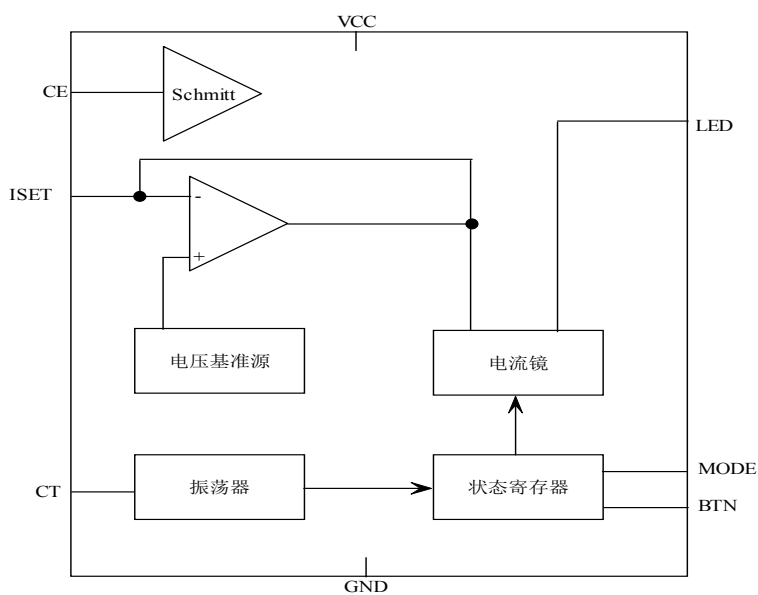 VCC
CE
Schmitt
LED
ISET
-
+
电压基准源
电流镜
CT
振荡器
状态寄存器
MODE
BTN
GND